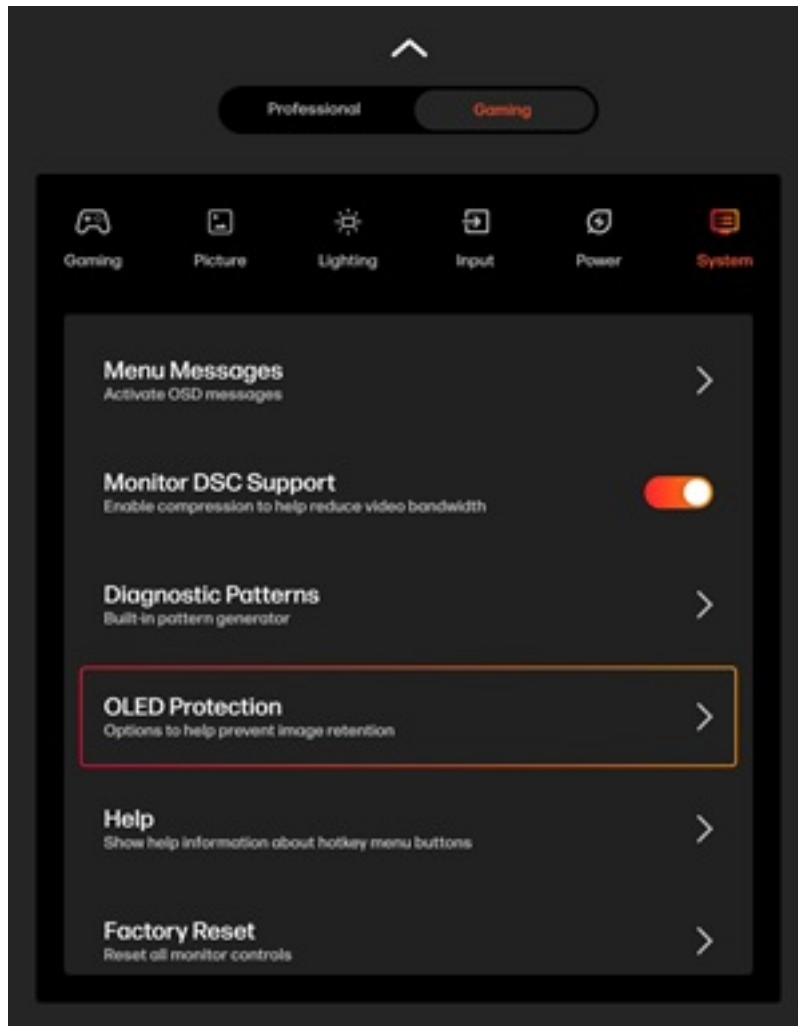 Professional
Gaming
Gaming
Picture
Lighting
Input
Power
System
Menu Messages
Activate OSD messages
Monitor DSC Support
Enable compression to help reduce video bandwidth
Diagnostic Patterns
Built-in pattern generator
OLED Protection
Options to help prevent image retention
Help
Show help information about hotkey menu buttons
Factory Reset
Reset all monitor controls